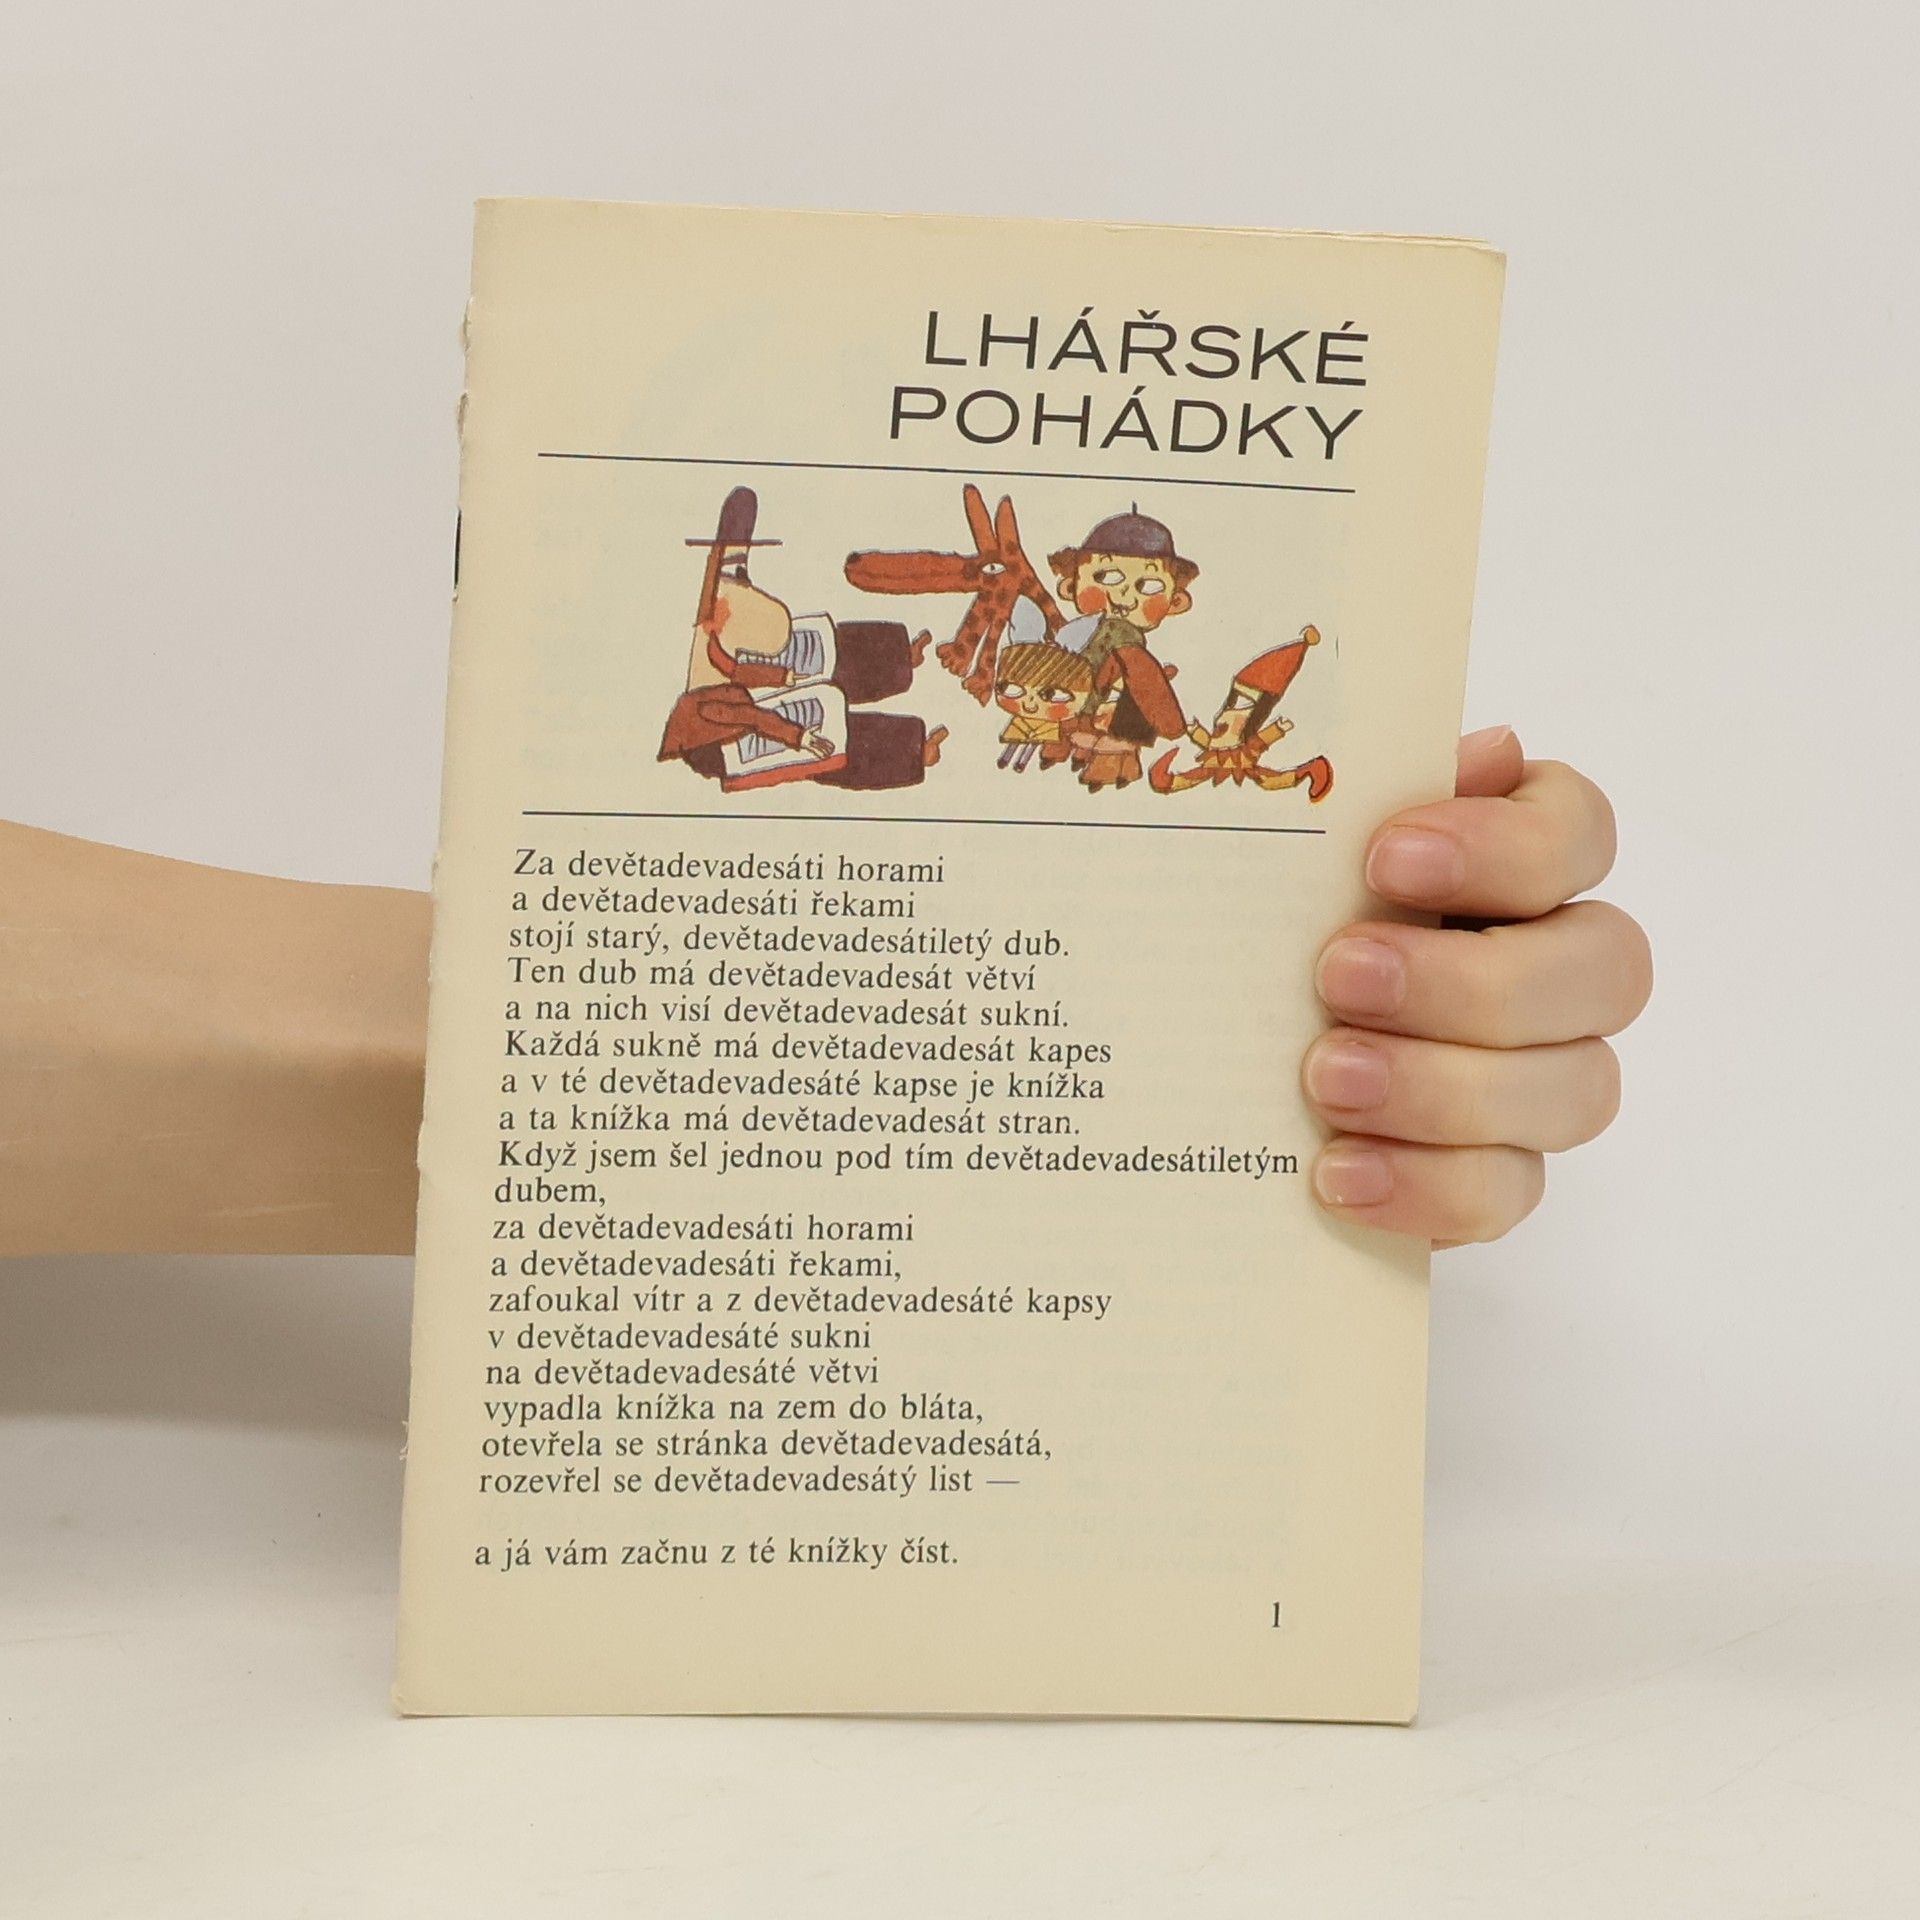 LHÁŘSKÉ
POHÁDKY
Za devětadevadesáti horami
a devětadevadesáti řekami
stojí starý, devětadevadesátiletý dub.
Ten dub má devětadevadesát větví
a na nich visí devětadevadesát sukní.
Každá sukně má devětadevadesát kapes
a v té devětadevadesáté kapse je knížka
a ta knížka má devětadevadesát stran.
Když jsem šel jednou pod tím devětadevadesátiletým
dubem,
za devětadevadesáti horami
a devětadevadesáti řekami,
zafoukal vítr a z devětadevadesáté kapsy
v devětadevadesáté sukni
na devětadevadesáté větvi
vypadla knížka na zem do bláta,
otevřela se stránka devětadevadesátá,
rozevřel se devětadevadesátý list —
a já vám začnu z té knížky číst.
1